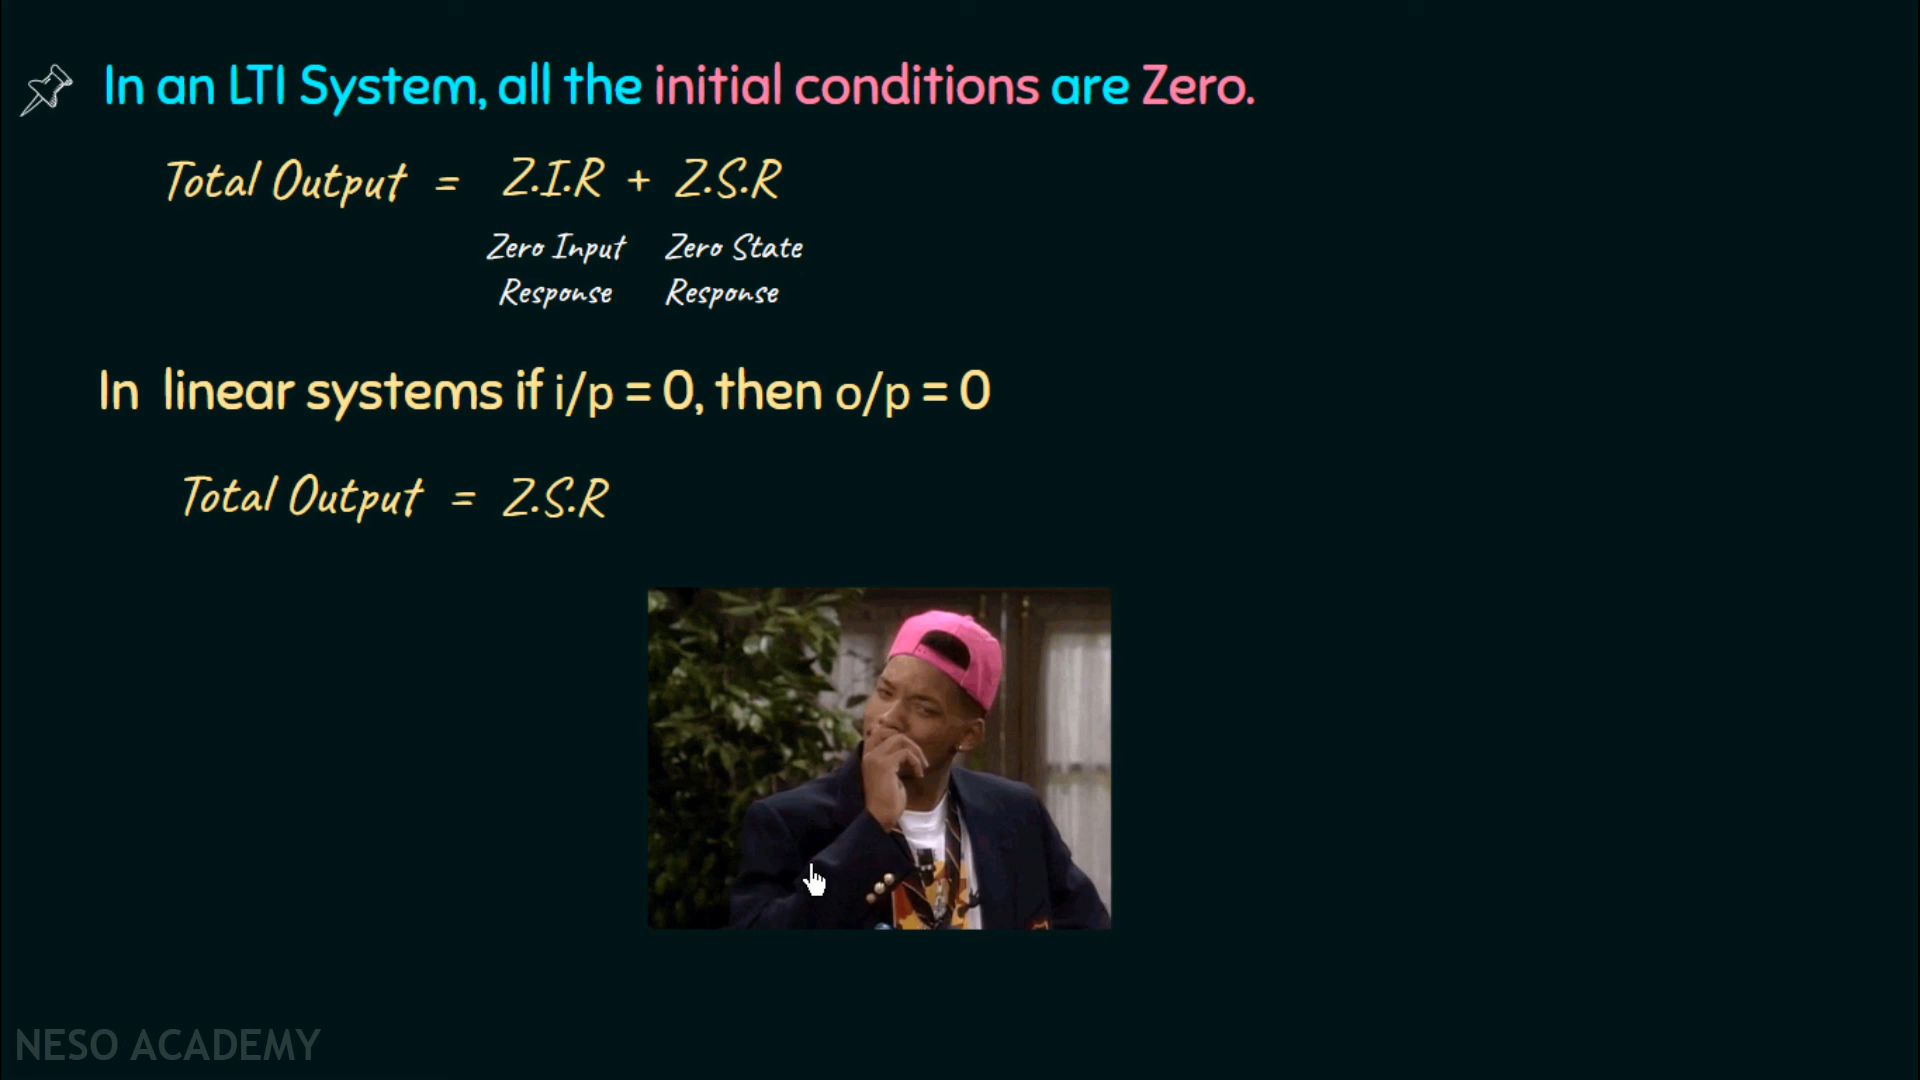 In an LTI System, all the initial conditions are Zero.
Total Output = Z.I.R + Z.S.R
Zero Input Zero State
Response Response
In linear systems if i/p = 0, then o/p = 0
Total Output = Z.S.R
NESO ACADEMY